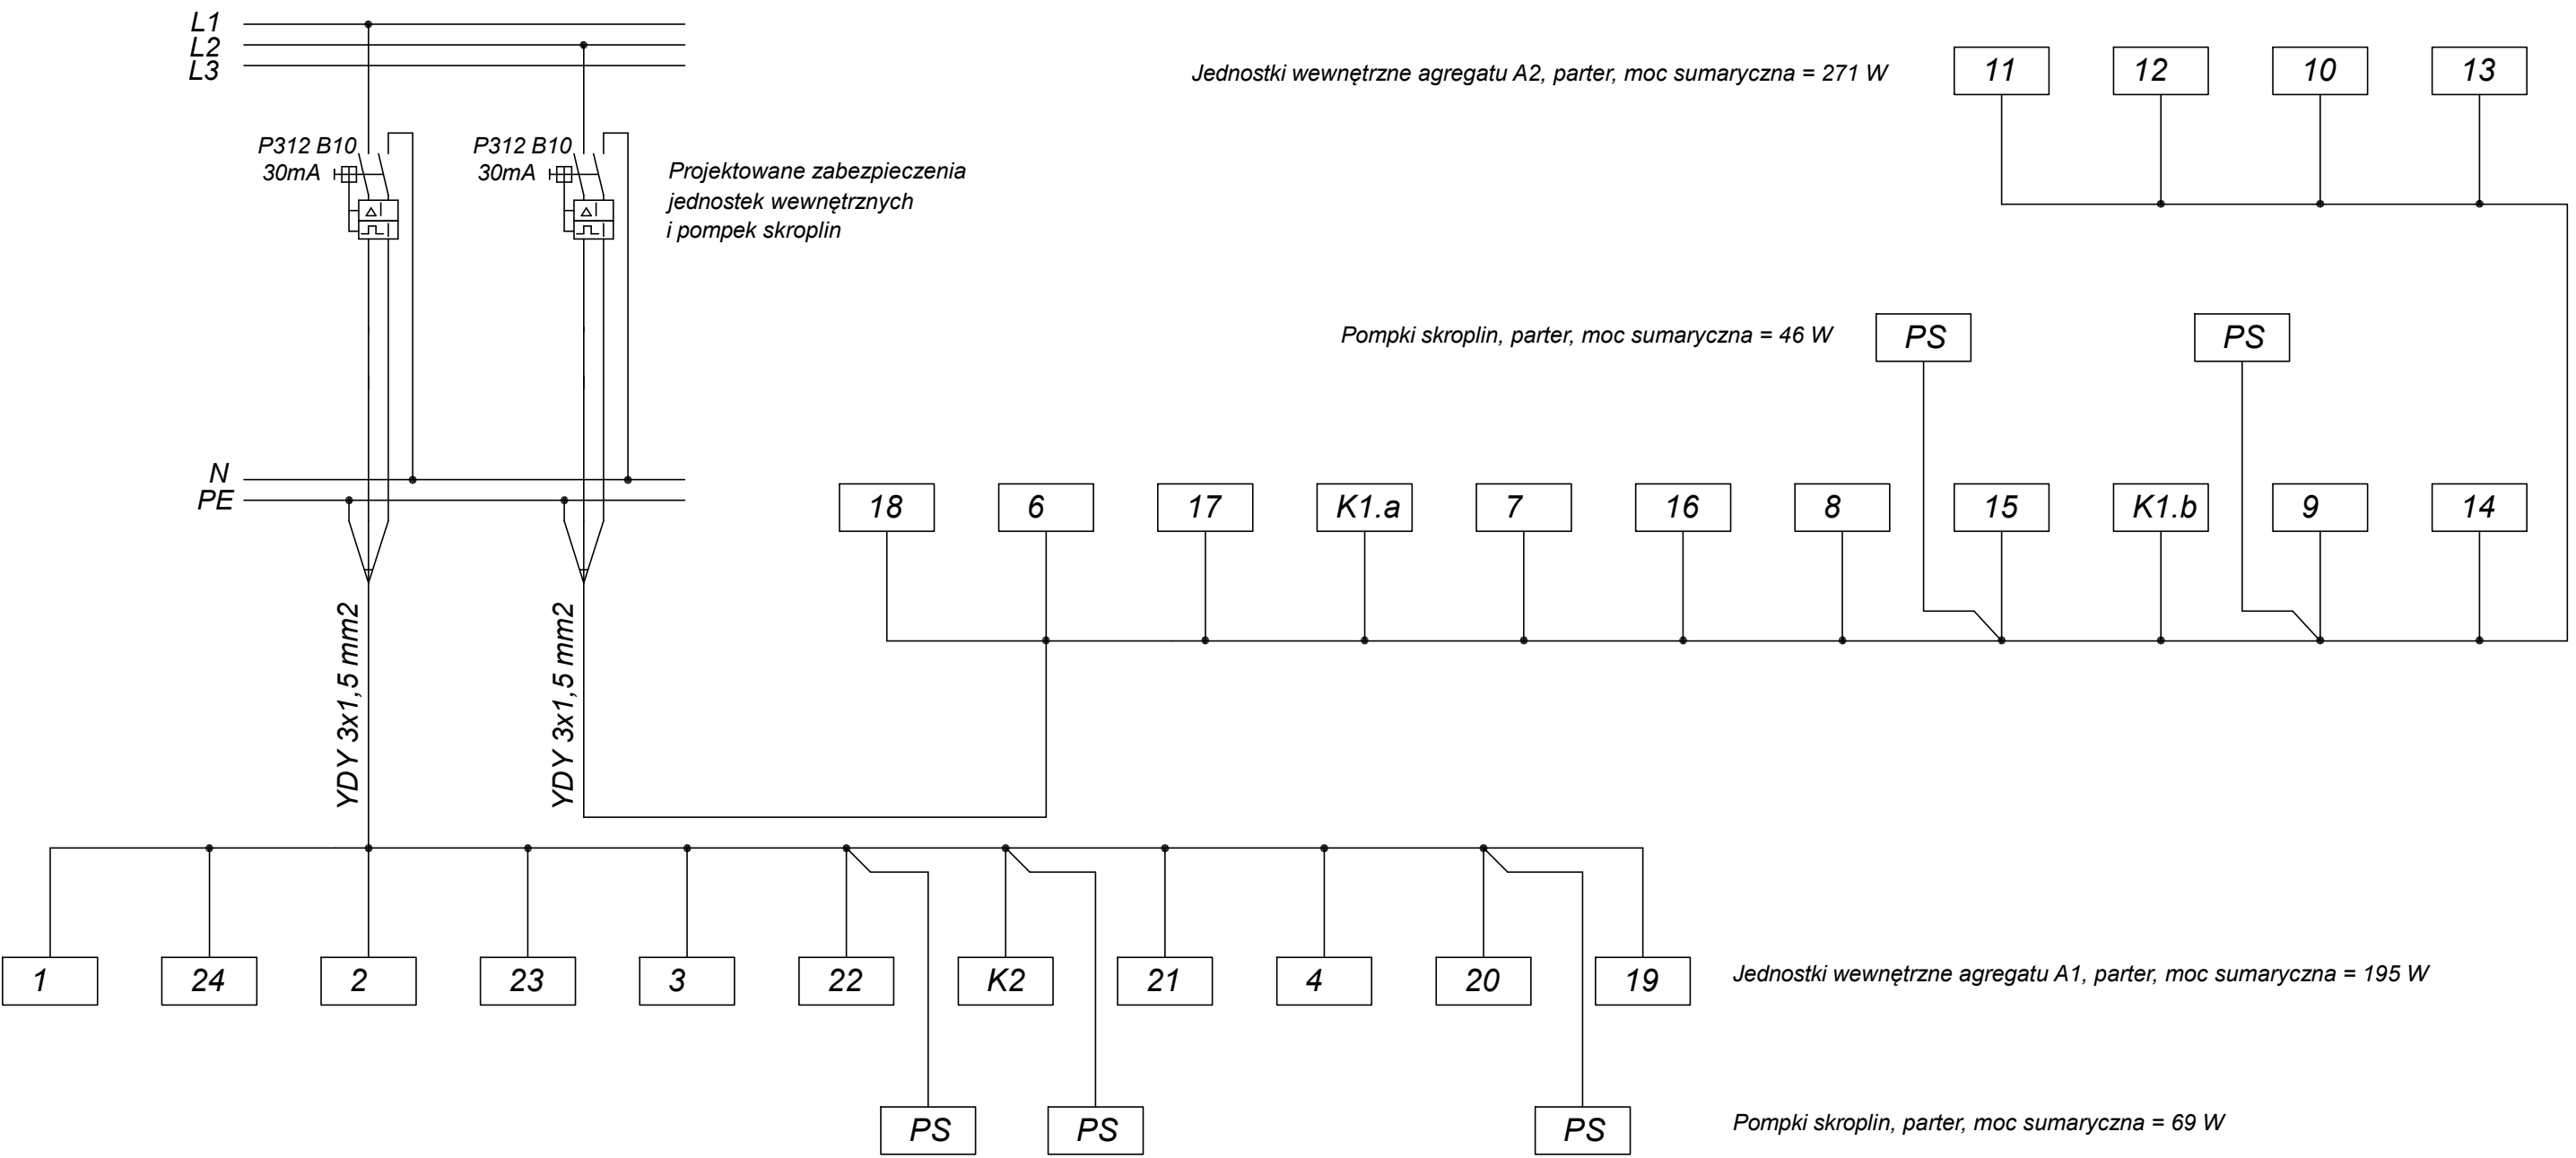 L1
L2
L3
Jednostki wewnętrzne agregatu A2, parter, moc sumaryczna = 271 W
11
12
10
13
P312 B10
30mA
P312 B10
30mA
Projektowane zabezpieczenia
jednostek wewnętrznych
i pompek skroplin
Pompki skroplin, parter, moc sumaryczna = 46 W
PS
PS
N
PE
18
6
17
K1.a
7
16
8
15
K1.b
9
14
YDY 3x1,5 mm2
YDY 3x1,5 mm2
1
24
2
23
3
22
K2
21
4
20
19
Jednostki wewnętrzne agregatu A1, parter, moc sumaryczna = 195 W
PS
PS
PS
Pompki skroplin, parter, moc sumaryczna = 69 W